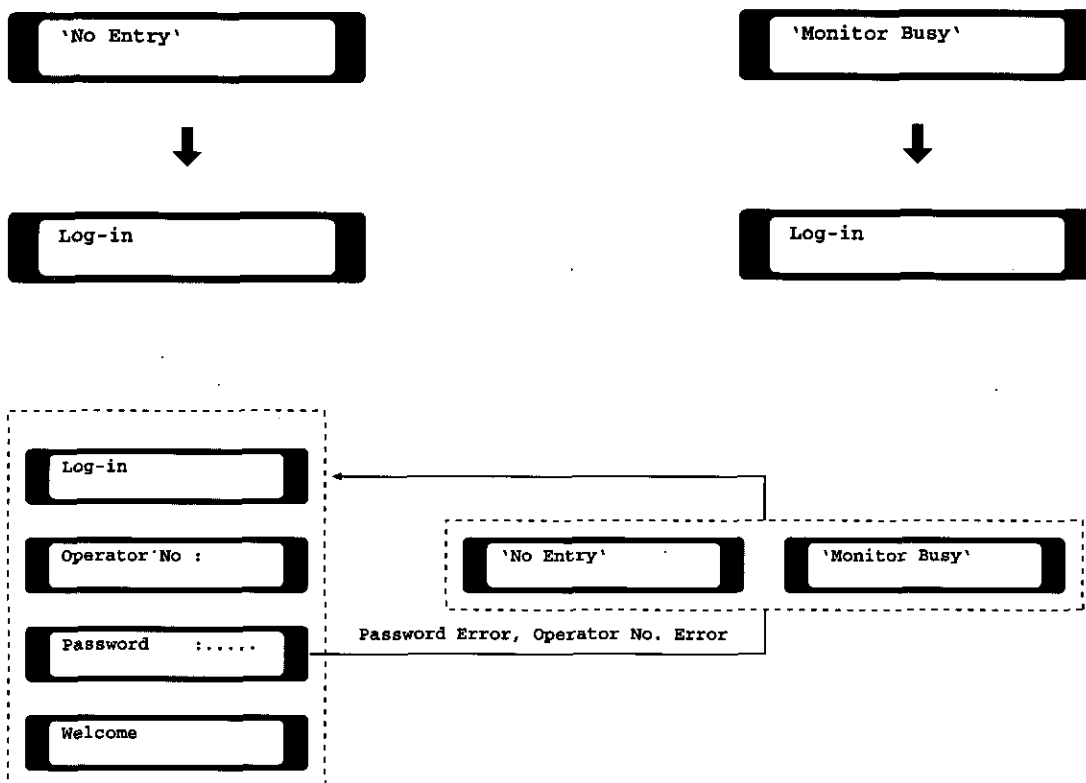 ‵No Entry‵
‵Monitor Busy‵
Log-in
Log-in
Log-in
Operator No :
Password :.....
Welcome
‵No Entry‵
‵Monitor Busy‵
Password Error, Operator No. Error